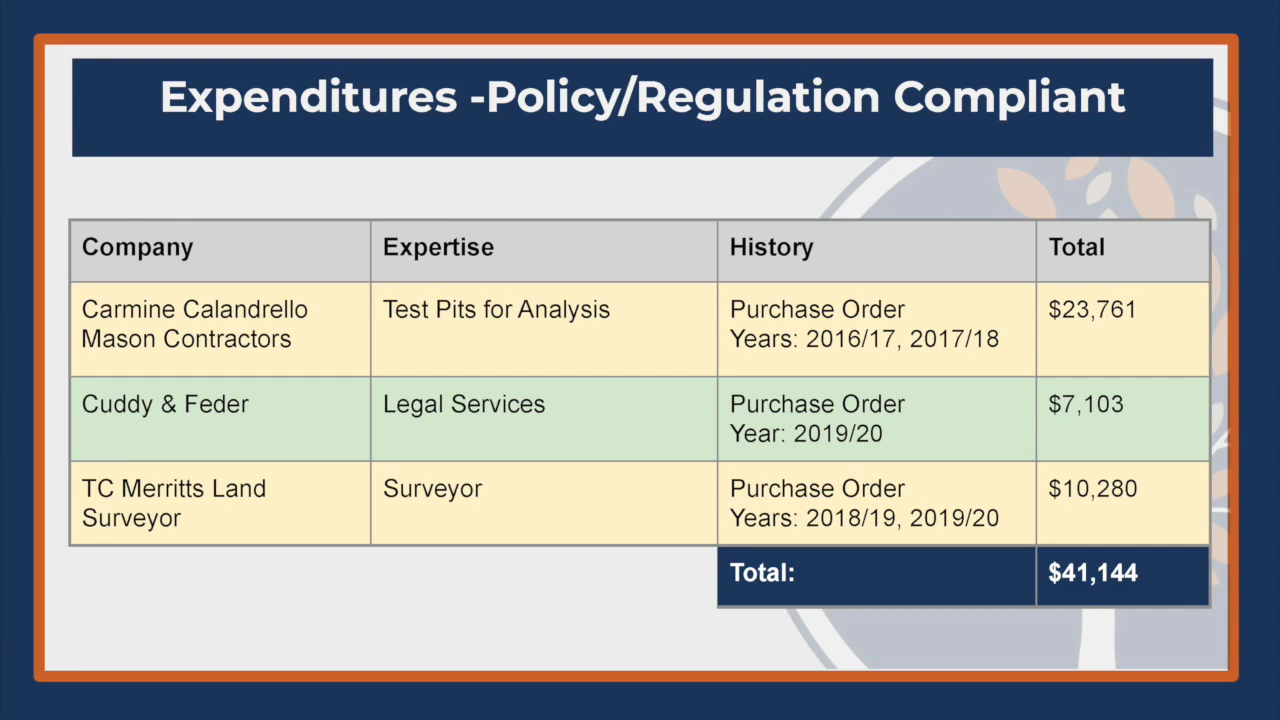 Expenditures -Policy/Regulation Compliant
Company Expertise History Total
Carmine Calandrello Test Pits for Analysis Purchase Order $23,761
Mason Contractors Years: 2016/17, 2017/18
Cuddy & Feder Legal Services Purchase Order $7,103
Year: 2019/20
TC Merritts Land Surveyor Purchase Order $10,280
Surveyor Years: 2018/19, 2019/20
Total: $41,144